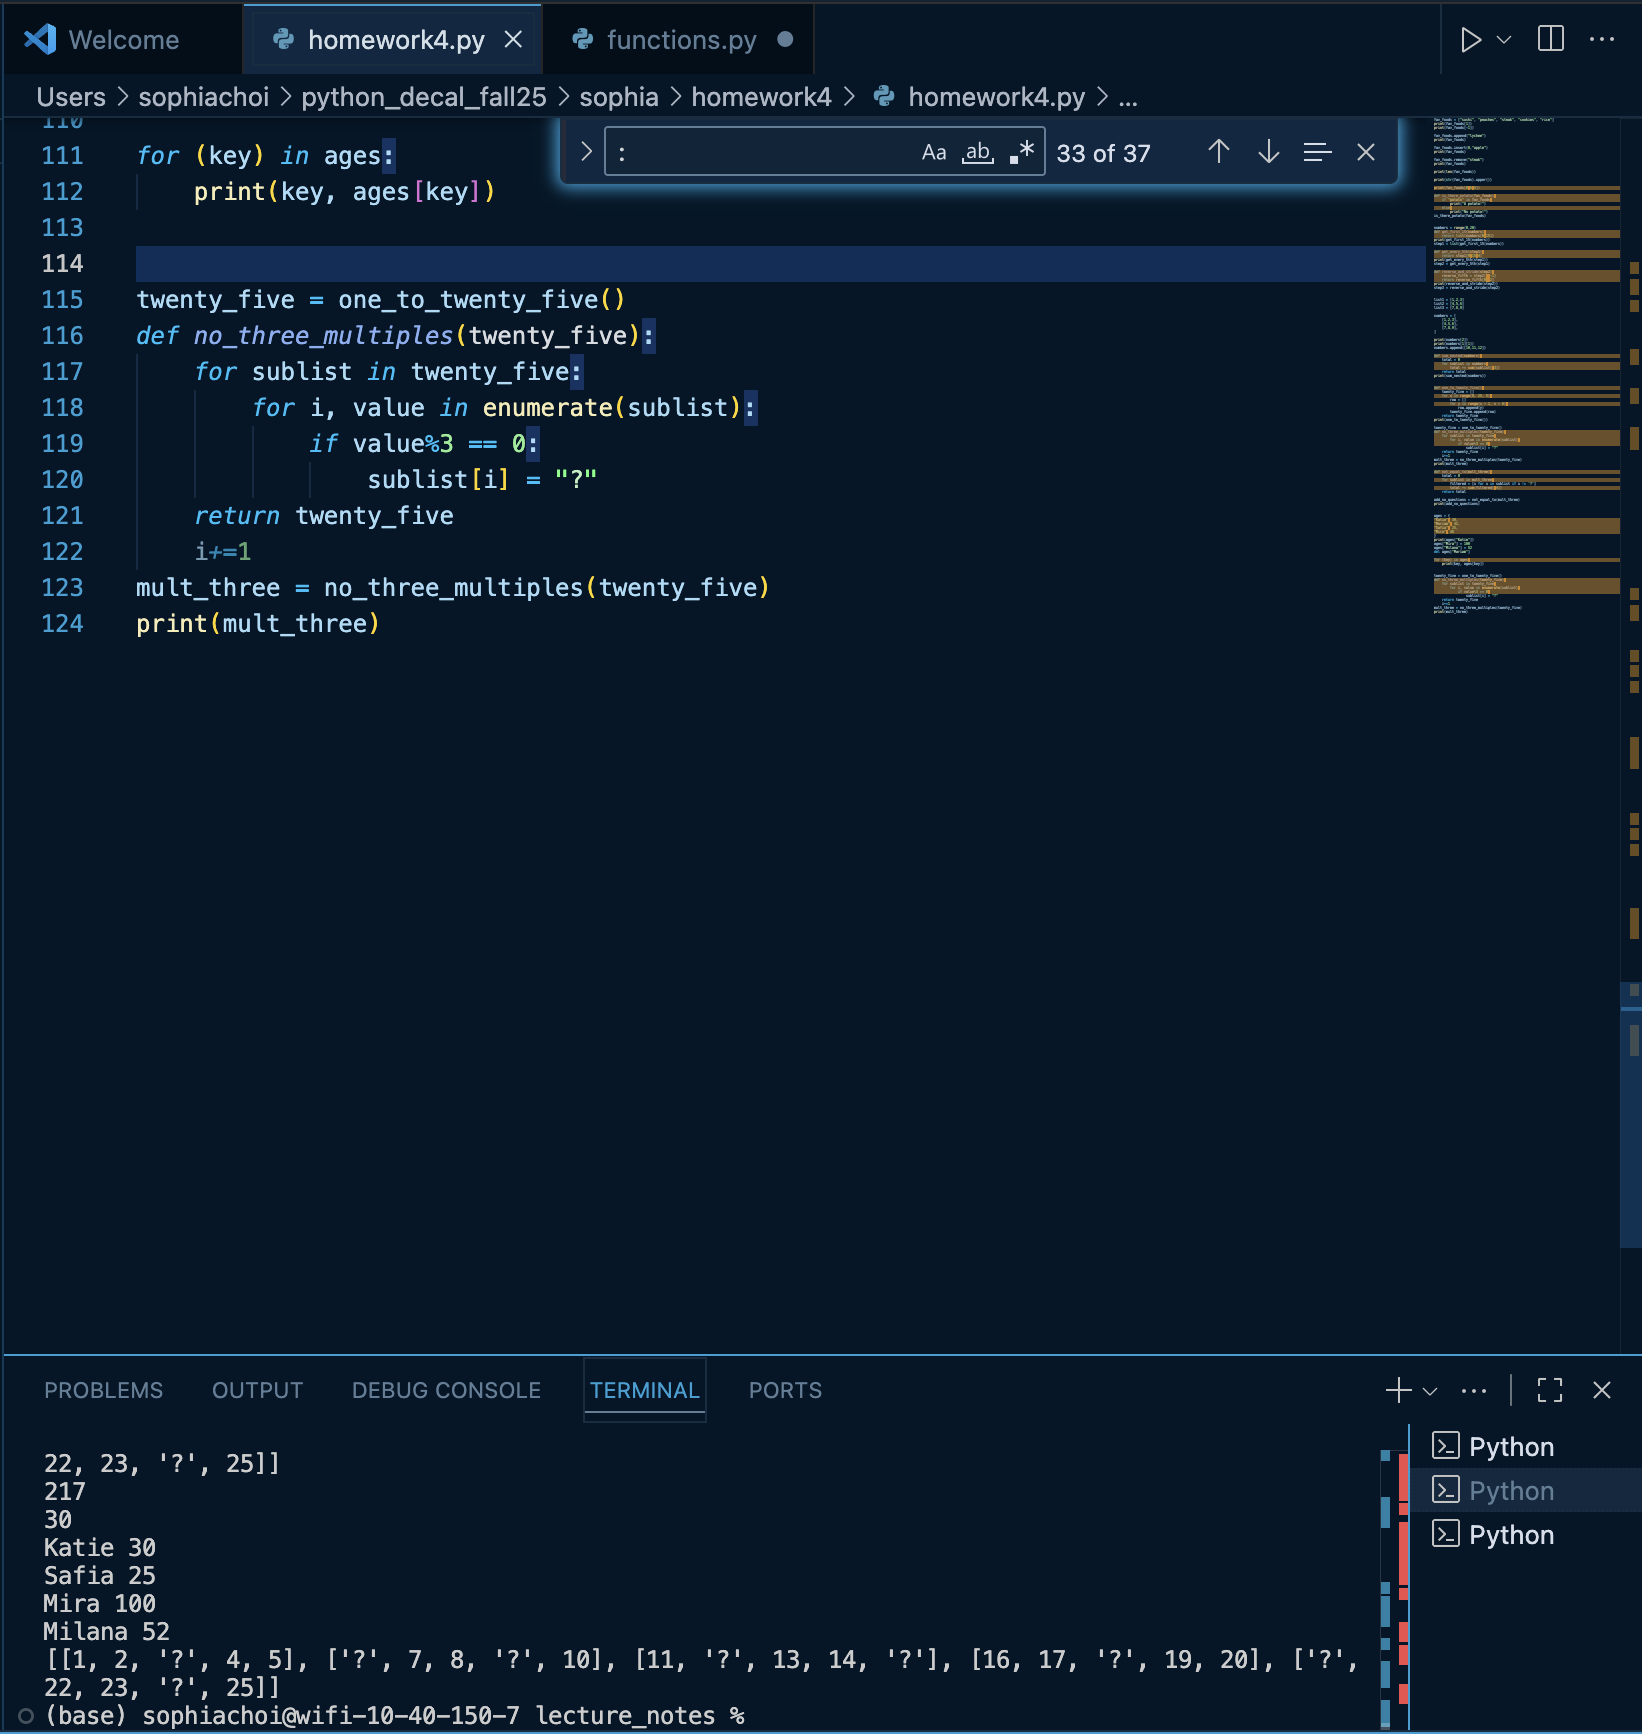 Welcome
homework4.py
functions.py
Users > sophiachoi > python_decal_fall25 > sophia > homework4 > homework4.py > ...
:
Aa ab .* 33 of 37
110
111 for (key) in ages:
112     print(key, ages[key])
113
114
115 twenty_five = one_to_twenty_five()
116 def no_three_multiples(twenty_five):
117     for sublist in twenty_five:
118         for i, value in enumerate(sublist):
119             if value%3 == 0:
120                 sublist[i] = "?"
121     return twenty_five
122     i+=1
123 mult_three = no_three_multiples(twenty_five)
124 print(mult_three)
PROBLEMS OUTPUT DEBUG CONSOLE TERMINAL PORTS
22, 23, '?', 25]]
217
30
Katie 30
Safia 25
Mira 100
Milana 52
[[1, 2, '?', 4, 5], ['?', 7, 8, '?', 10], [11, '?', 13, 14, '?'], [16, 17, '?', 19, 20], ['?',
22, 23, '?', 25]]
(base) sophiachoi@wifi-10-40-150-7 lecture_notes %
Python
Python
Python